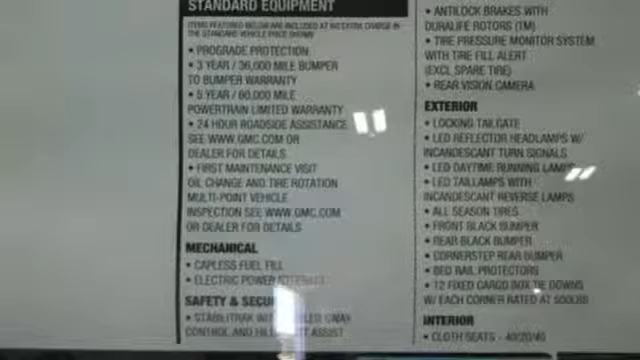 STANDARD EQUIPMENT
ITEMS FEATURED BELOW ARE INCLUDED AT NO EXTRA CHARGE IN
THE STANDARD VEHICLE PRICE SHOWN
• PROGRADE PROTECTION
• 3 YEAR / 36,000 MILE BUMPER
TO BUMPER WARRANTY
• 5 YEAR / 60,000 MILE
POWERTRAIN LIMITED WARRANTY
• 24 HOUR ROADSIDE ASSISTANCE
SEE WWW.GMC.COM OR
DEALER FOR DETAILS
• FIRST MAINTENANCE VISIT
OIL CHANGE AND TIRE ROTATION
MULTI-POINT VEHICLE
INSPECTION SEE WWW.GMC.COM
OR DEALER FOR DETAILS
MECHANICAL
• CAPLESS FUEL FILL
• ELECTRIC POWER
SAFETY &
• STABILITRAK
CONTROL AND HILL ASSIST
• ANTILOCK BRAKES WITH
DURALIFE ROTORS (TM)
• TIRE PRESSURE MONITOR SYSTEM
WITH TIRE FILL ALERT
(EXCL SPARE TIRE)
• REAR VISION CAMERA
EXTERIOR
• LOCKING TAILGATE
• LED REFLECTOR HEADLAMPS W/
INCANDESCENT TURN SIGNALS
• LED DAYTIME RUNNING LAMPS
• LED TAILLAMPS WITH
INCANDESCENT REVERSE LAMPS
• ALL SEASON TIRES
• FRONT BLACK BUMPER
• REAR BLACK BUMPER
• CORNERSTEP REAR BUMPER
• BED RAIL PROTECTORS
• 12 FIXED CARGO BOX TIE DOWNS
W/ EACH CORNER RATED AT 500LBS
INTERIOR
• CLOTH SEATS - 40/20/40